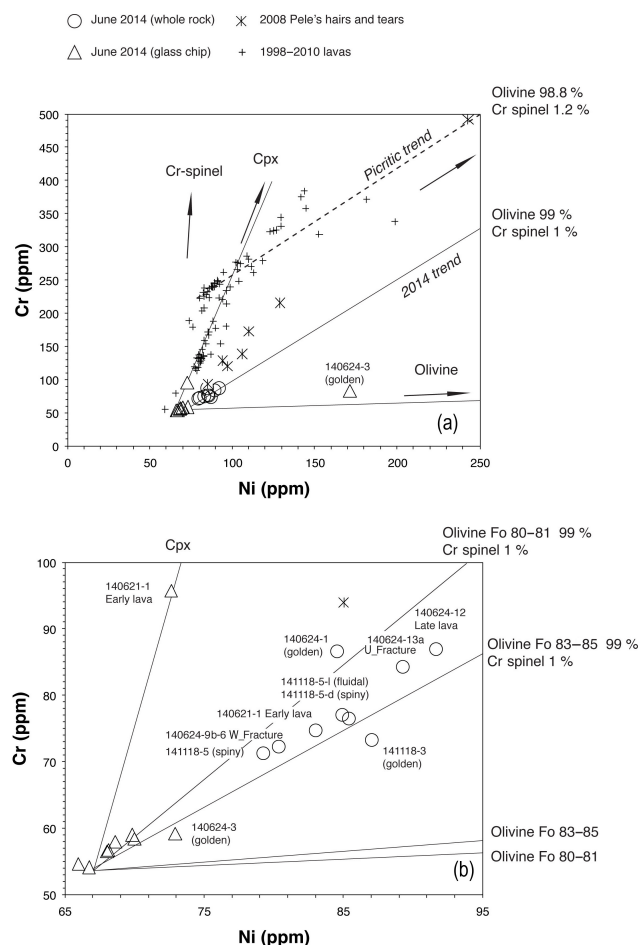 June 2014 (whole rock)
2008 Pele's hairs and tears
June 2014 (glass chip)
1998–2010 lavas
Olivine 98.8 %
Cr spinel 1.2 %
500
450
400
350
300
250
200
150
100
50
0
Cr (ppm)
Cr-spinel
Cpx
Picritic trend
Olivine 99 %
Cr spinel 1 %
2014 trend
140624-3
(golden)
Olivine
(a)
0
50
100
150
200
250
Ni (ppm)
Cpx
Olivine Fo 80–81 99 %
Cr spinel 1 %
100
90
80
70
60
50
Cr (ppm)
140621-1
Early lava
140624-12
Late lava
140624-1
(golden)
140624-13a
U_Fracture
Olivine Fo 83–85 99 %
Cr spinel 1 %
141118-5-l (fluidal)
141118-5-d (spiny)
140621-1 Early lava
140624-9b-6 W_Fracture
141118-5 (spiny)
141118-3
(golden)
140624-3
(golden)
Olivine Fo 83–85
Olivine Fo 80–81
(b)
65
75
85
95
Ni (ppm)